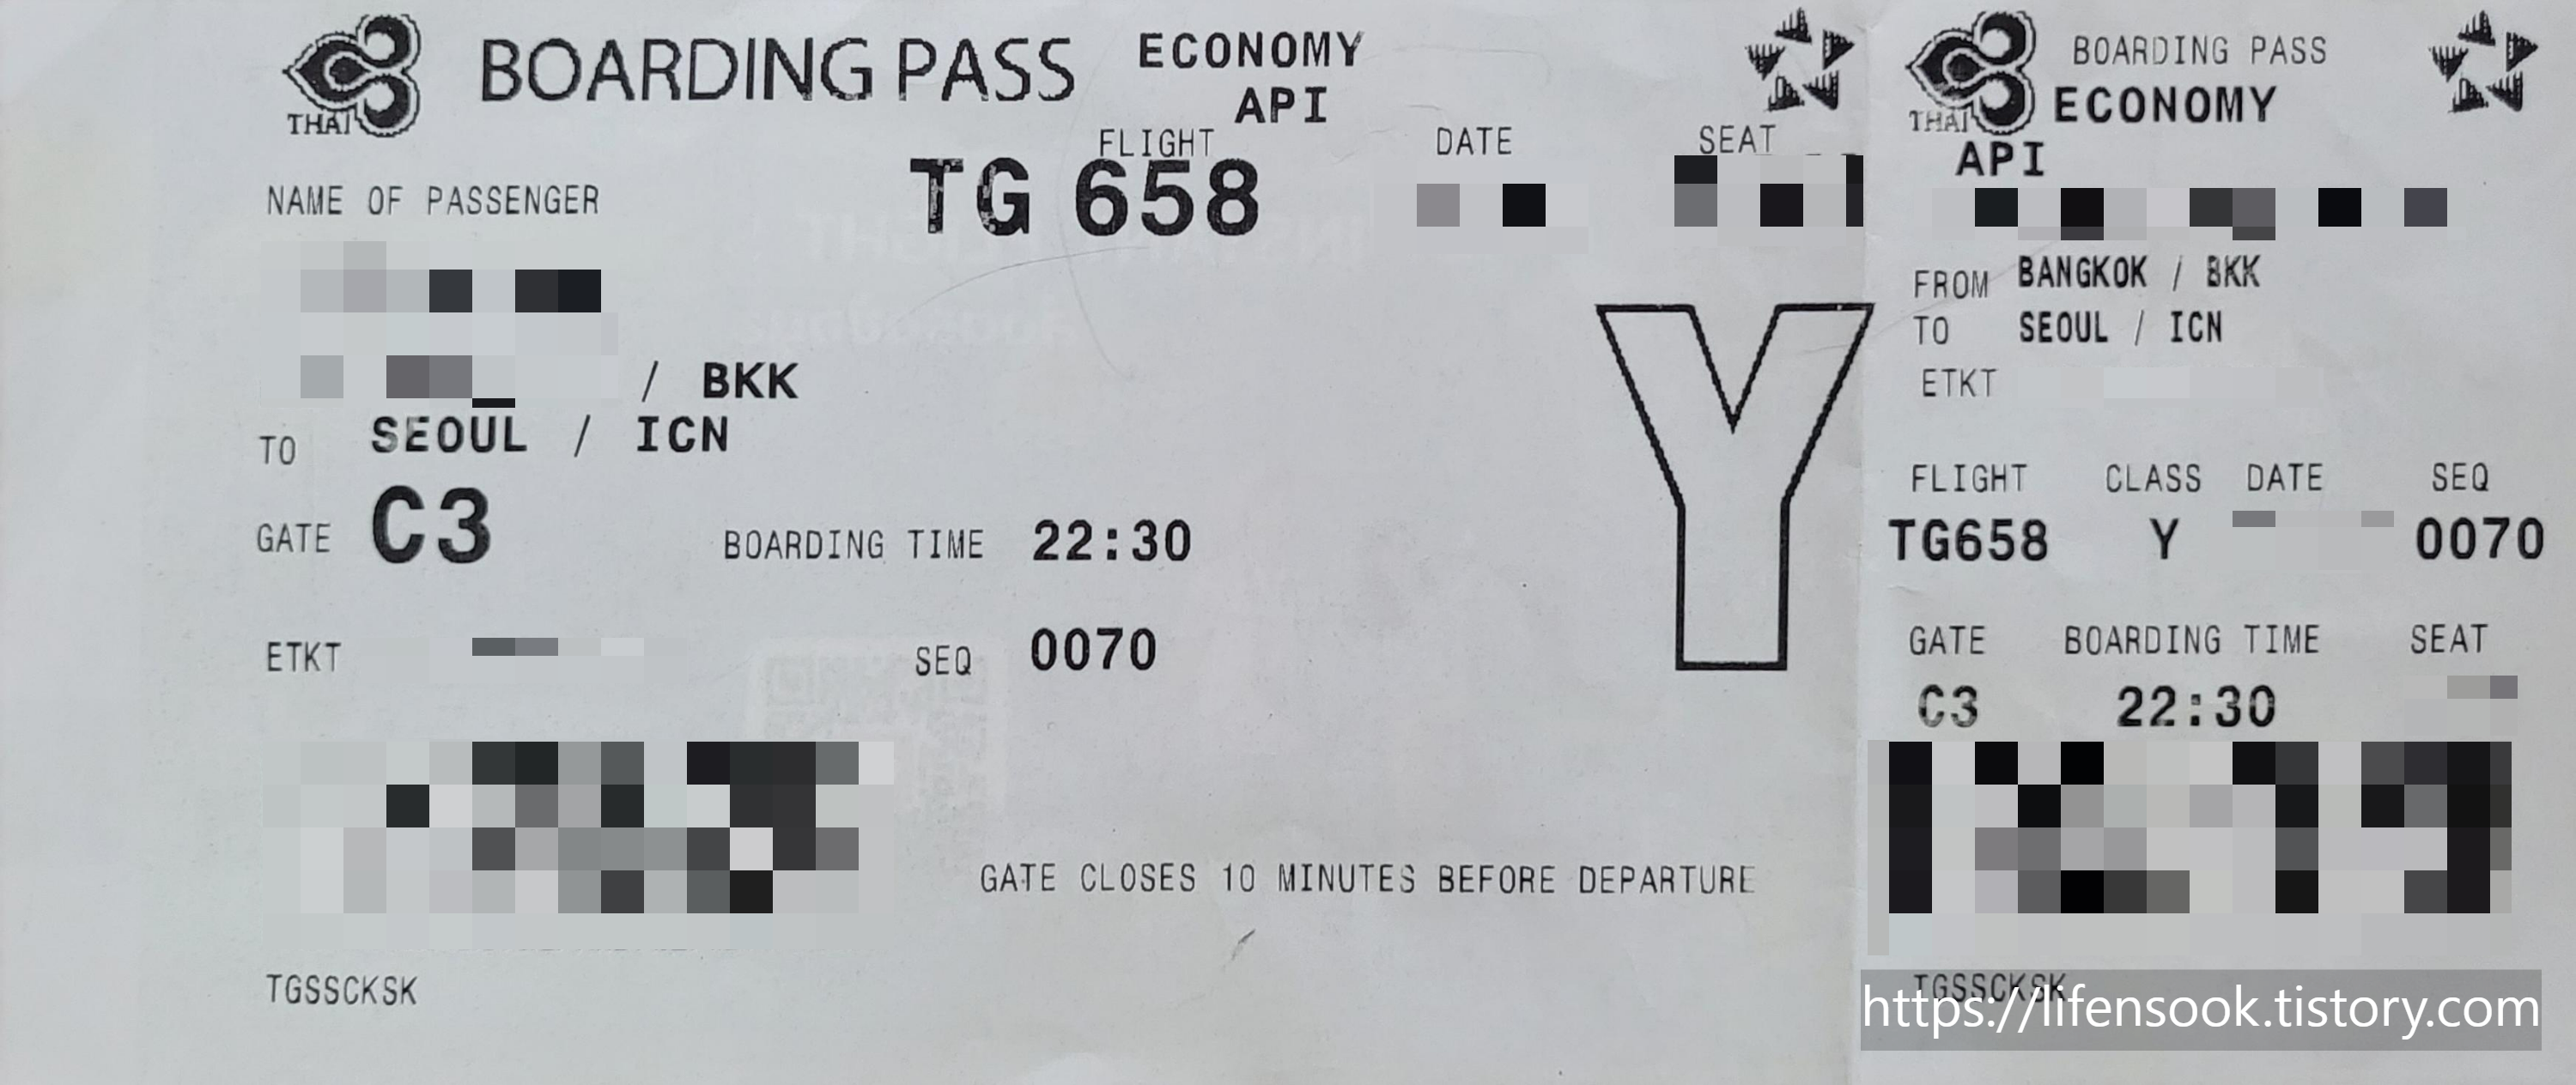 THAI
BOARDING PASS
ECONOMY
API
FLIGHT
TG 658
DATE
SEAT
NAME OF PASSENGER
/ BKK
TO SEOUL / ICN
GATE C3
BOARDING TIME 22:30
ETKT
SEQ 0070
Y
GATE CLOSES 10 MINUTES BEFORE DEPARTURE
TGSSCKSK
THAI
BOARDING PASS
ECONOMY
API
FROM BANGKOK / BKK
TO SEOUL / ICN
ETKT
FLIGHT CLASS DATE SEQ
TG658 Y 0070
GATE BOARDING TIME SEAT
C3 22:30
TGSSCKSK
https://lifensook.tistory.com